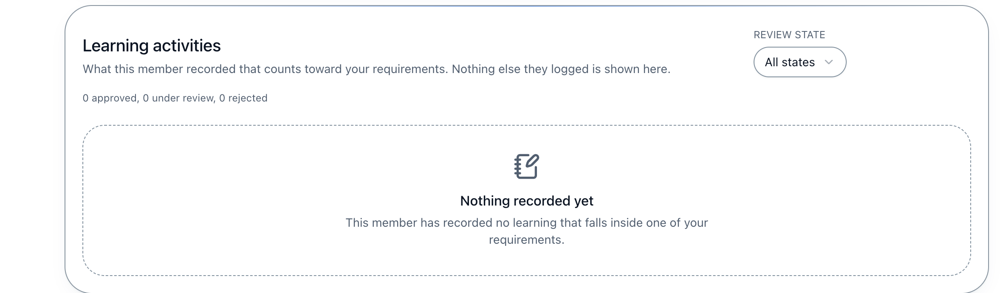 Learning activities
What this member recorded that counts toward your requirements. Nothing else they logged is shown here.
REVIEW STATE
All states
0 approved, 0 under review, 0 rejected
Nothing recorded yet
This member has recorded no learning that falls inside one of your
requirements.